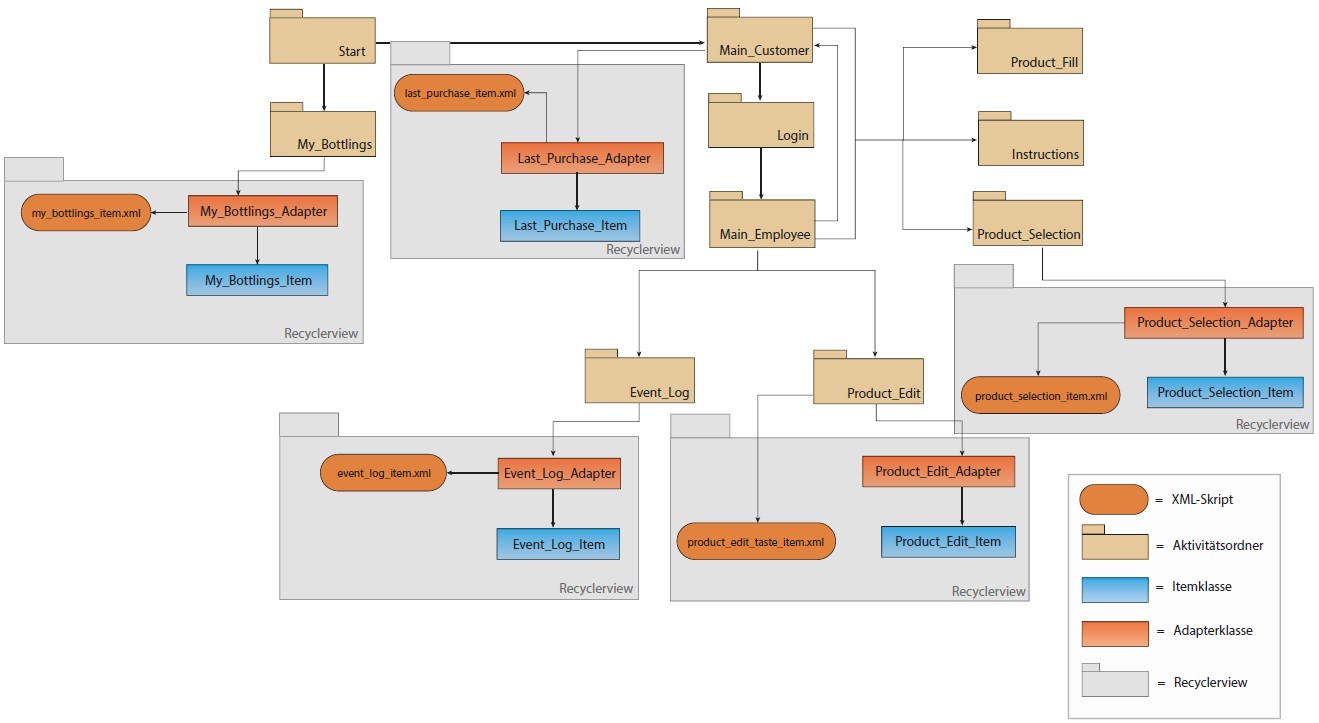 Start
Main_Customer
Product_Fill
last_purchase_item.xml
My_Bottlings
Login
Last_Purchase_Adapter
Instructions
my_bottlings_item.xml
My_Bottlings_Adapter
Last_Purchase_Item
Main_Employee
Product_Selection
Recyclerview
My_Bottlings_Item
Recyclerview
Product_Selection_Adapter
Event_Log
Product_Edit
product_selection_item.xml
Product_Selection_Item
Recyclerview
event_log_item.xml
Event_Log_Adapter
Product_Edit_Adapter
Event_Log_Item
product_edit_taste_item.xml
Product_Edit_Item
Recyclerview
Recyclerview
= XML-Skript
= Aktivitätsordner
= Itemklasse
= Adapterklasse
= Recyclerview